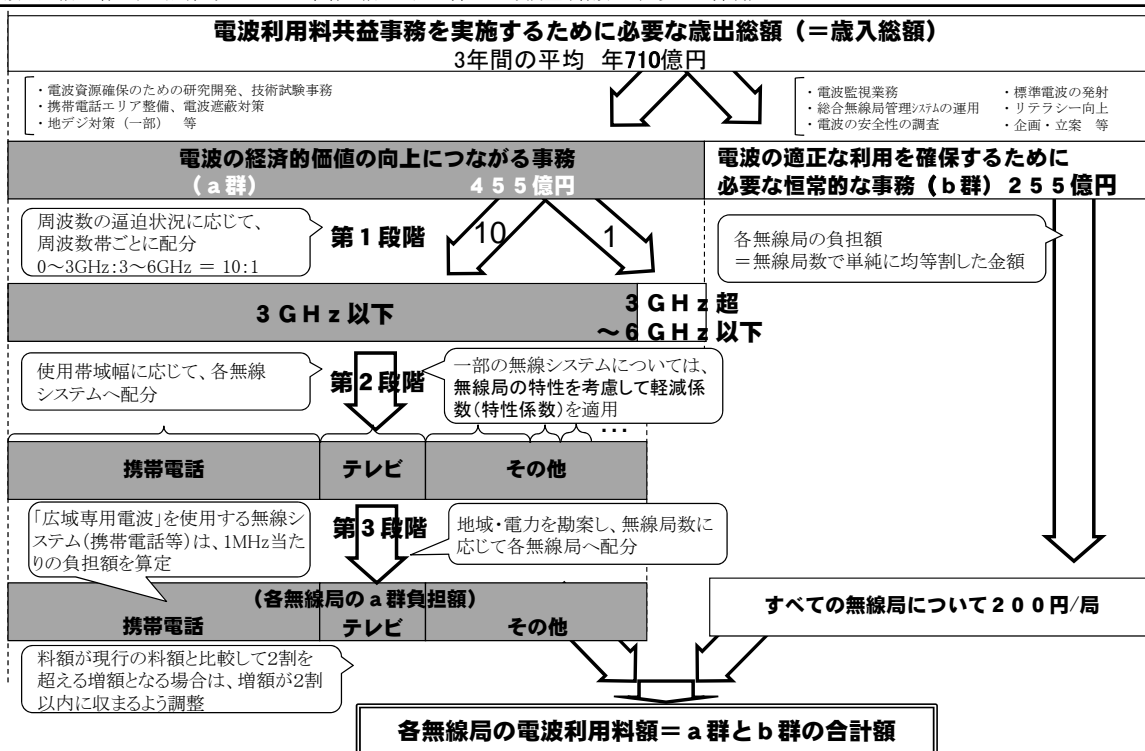 電波利用料共益事務を実施するために必要な歳出総額（＝歳入総額）
3年間の平均　年710億円
・電波資源確保のための研究開発、技術試験事務
・携帯電話エリア整備、電波遮蔽対策
・地デジ対策（一部）　等
・電波監視業務　・標準電波の発射
・総合無線局管理システムの運用　・リテラシー向上
・電波の安全性の調査　・企画・立案　等
電波の経済的価値の向上につながる事務
（a群）　４５５億円
電波の適正な利用を確保するために
必要な恒常的な事務（b群）２５５億円
周波数の逼迫状況に応じて、
周波数帯ごとに配分
0～3GHz:3～6GHz ＝ 10:1
第１段階
10
1
各無線局の負担額
＝無線局数で単純に均等割した金額
３ＧＨｚ以下
３ＧＨｚ超
～６ＧＨｚ以下
使用帯域幅に応じて、各無線
システムへ配分
第２段階
一部の無線システムについては、
無線局の特性を考慮して軽減係
数（特性係数）を適用
･･･
携帯電話
テレビ
その他
「広域専用電波」を使用する無線シ
ステム（携帯電話等）は、1MHz当た
りの負担額を算定
第３段階
地域・電力を勘案し、無線局数に
応じて各無線局へ配分
（各無線局のa群負担額）
携帯電話
テレビ
その他
すべての無線局について２００円/局
料額が現行の料額と比較して2割を
超える増額となる場合は、増額が2割
以内に収まるよう調整
各無線局の電波利用料額＝a群とb群の合計額